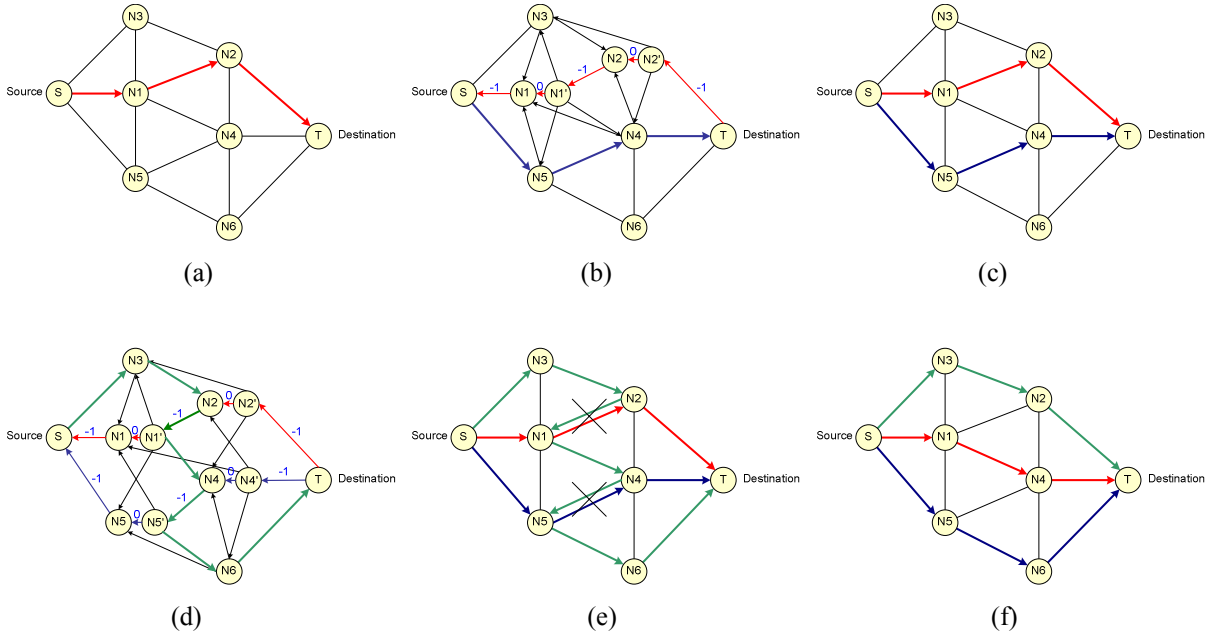 N3
N2
Source S N1
N4 T Destination
N5
N6
(a)
N3
N2 0 N2'
-1
Source S -1 N1 0 N1' -1
N4 T Destination
N5
N6
(b)
N3
N2
Source S N1
N4 T Destination
N5
N6
(c)
N3
N2 0 N2'
-1
Source S -1 N1 0 N1' -1
N4 0 N4' -1 T Destination
-1 -1
N5 0 N5'
N6
(d)
N3
N2
Source S N1
N4 T Destination
N5
N6
(e)
N3
N2
Source S N1
N4 T Destination
N5
N6
(f)